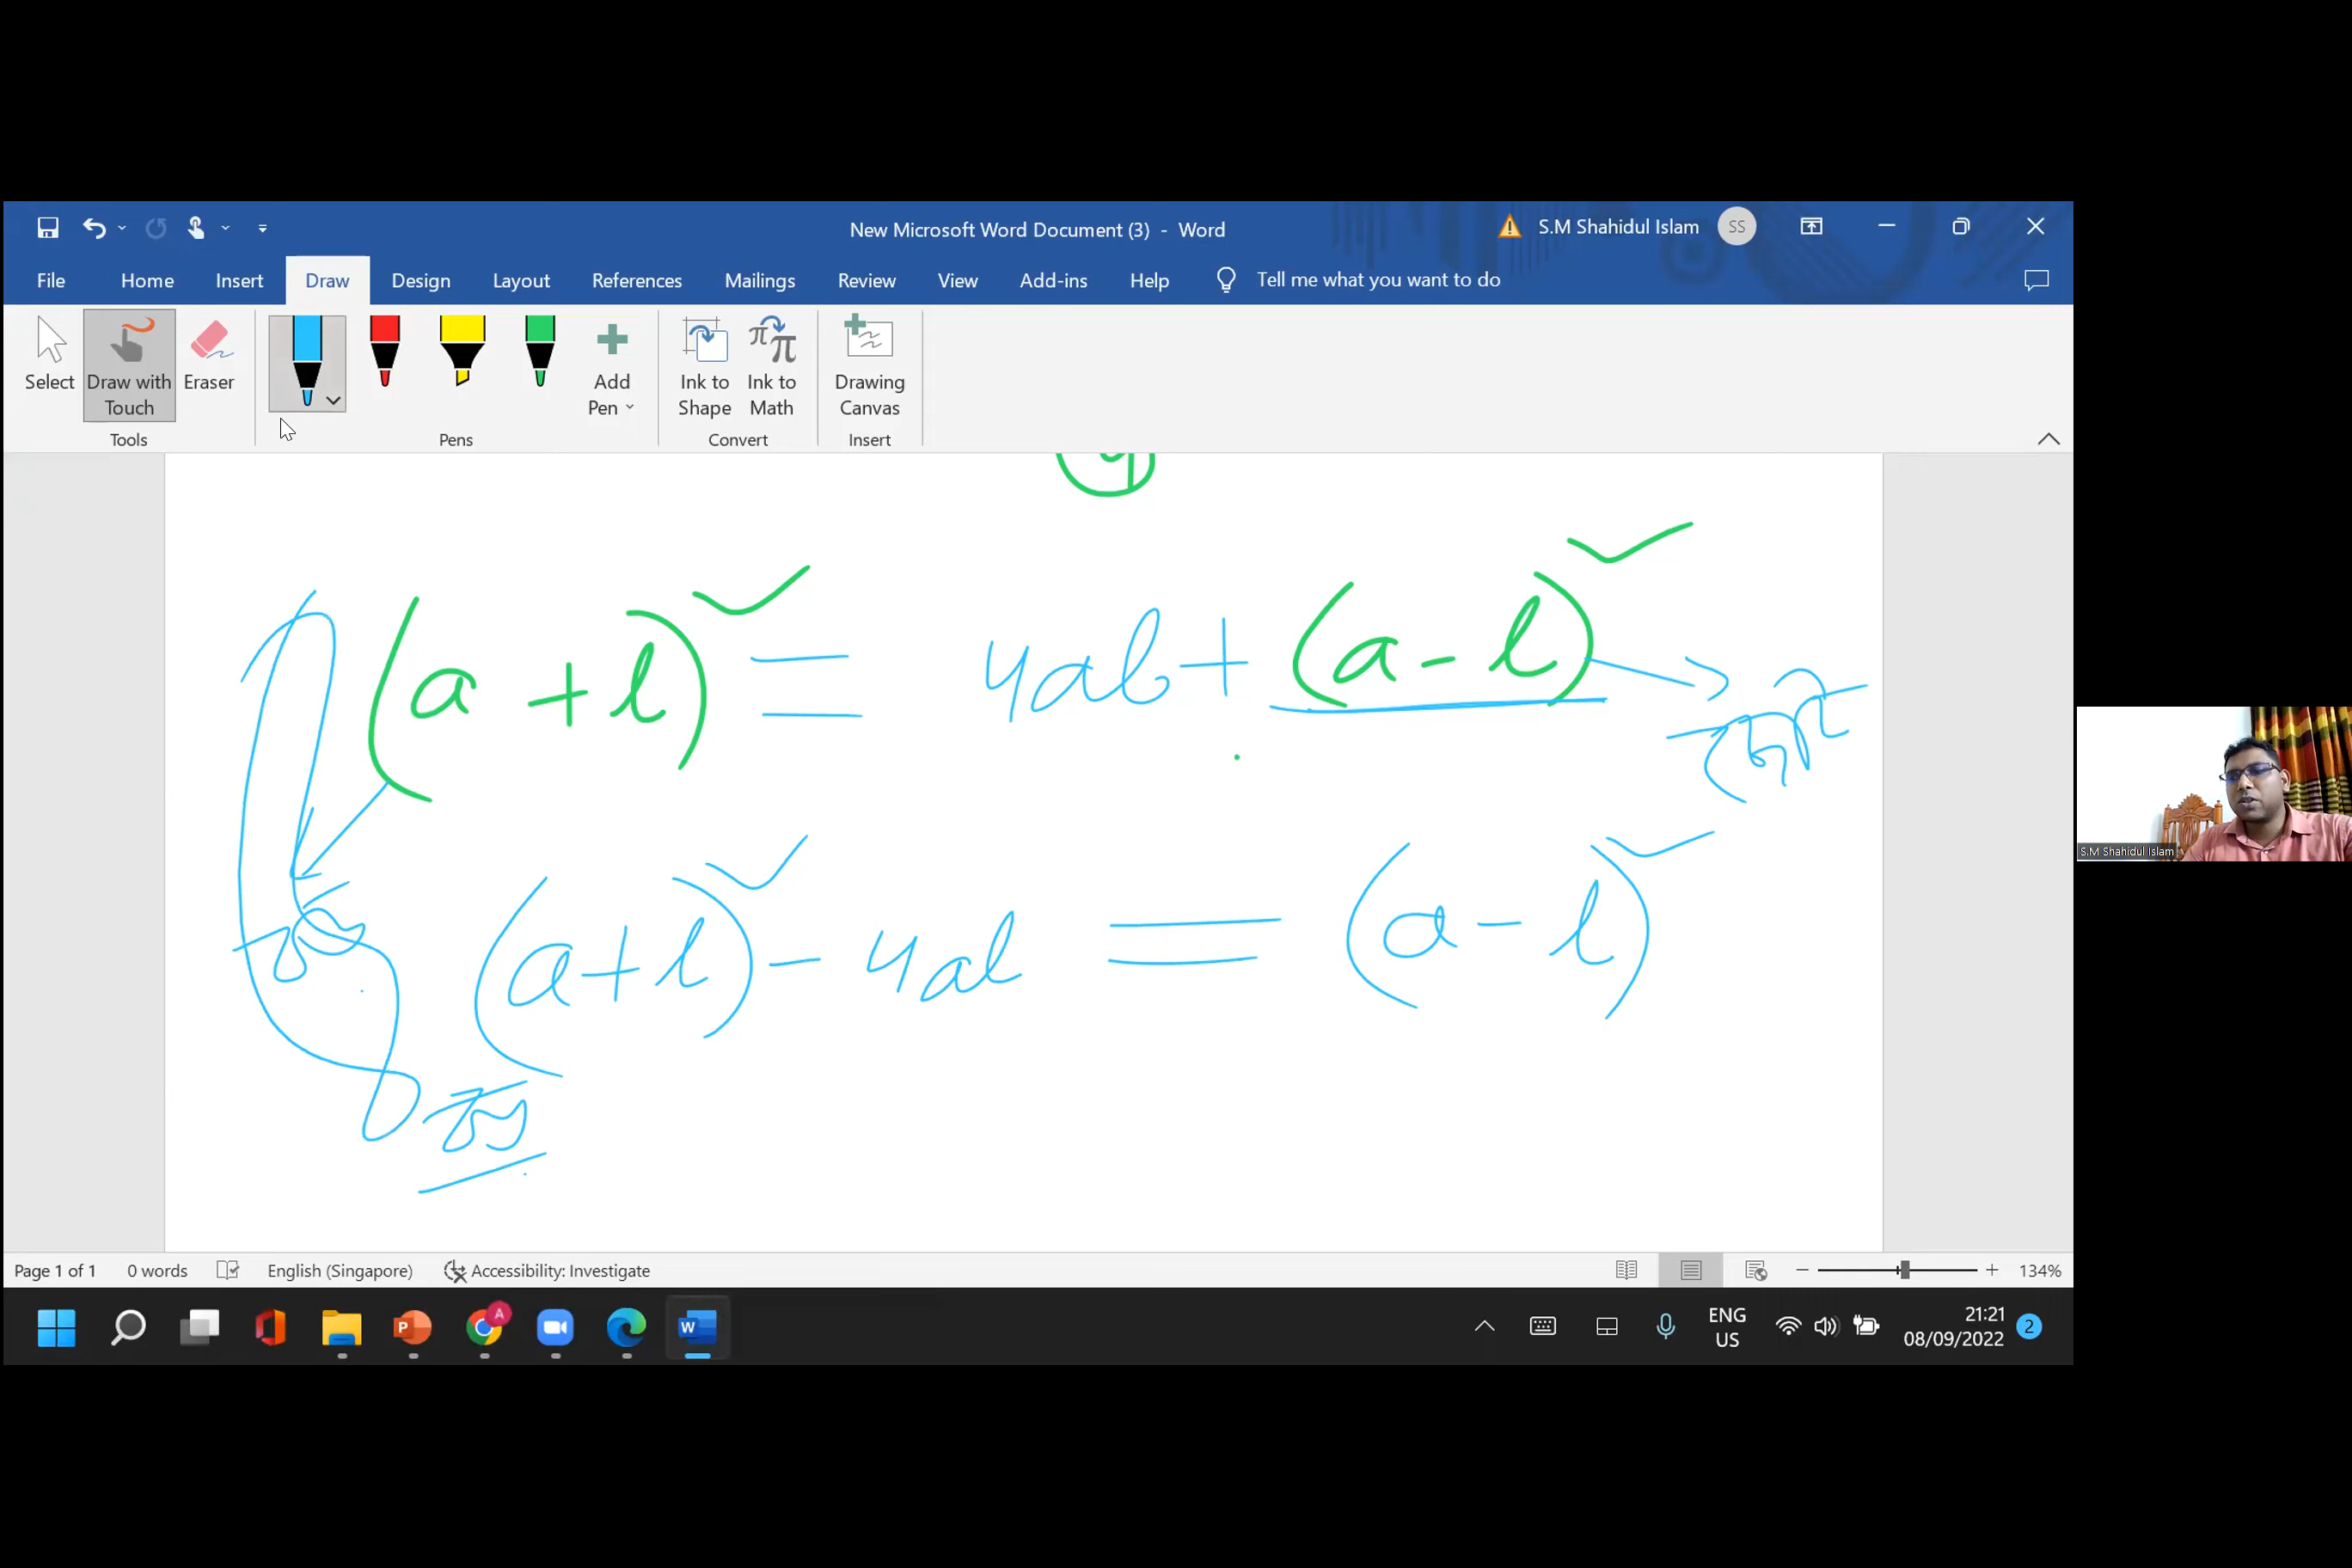 New Microsoft Word Document (3) - Word
S.M Shahidul Islam
SS
File Home Insert Draw Design Layout References Mailings Review View Add-ins Help Tell me what you want to do
Select
Draw with Touch
Eraser
Add Pen
Ink to Shape
Ink to Math
Drawing Canvas
Tools Pens Convert Insert
(a + b)² = 4ab + (a - b)²
(a + b)² - 4ab = (a - b)²
S.M Shahidul Islam
Page 1 of 1 0 words English (Singapore) Accessibility: Investigate 134%
A P W
ENG
US
21:21
08/09/2022
2